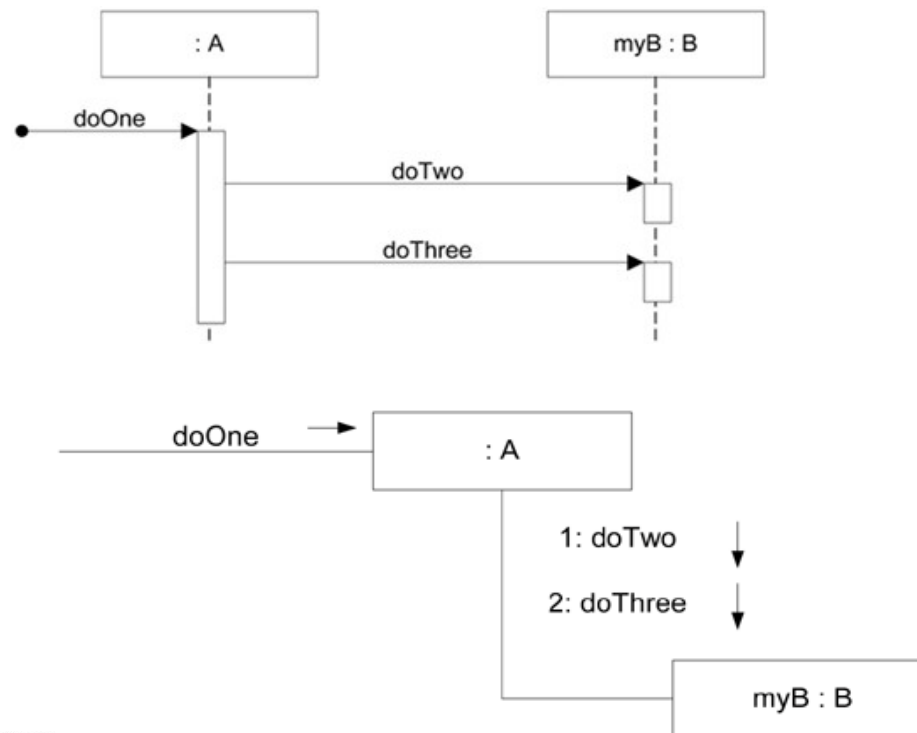 : A
myB : B
doOne
doTwo
doThree
doOne
: A
1: doTwo
2: doThree
myB : B